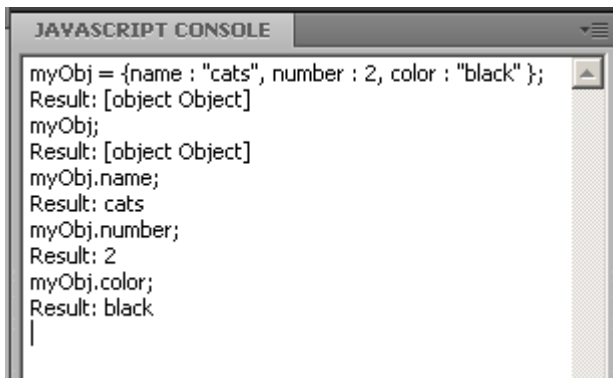 JAVASCRIPT CONSOLE
myObj = {name : "cats", number : 2, color : "black" };
Result: [object Object]
myObj;
Result: [object Object]
myObj.name;
Result: cats
myObj.number;
Result: 2
myObj.color;
Result: black